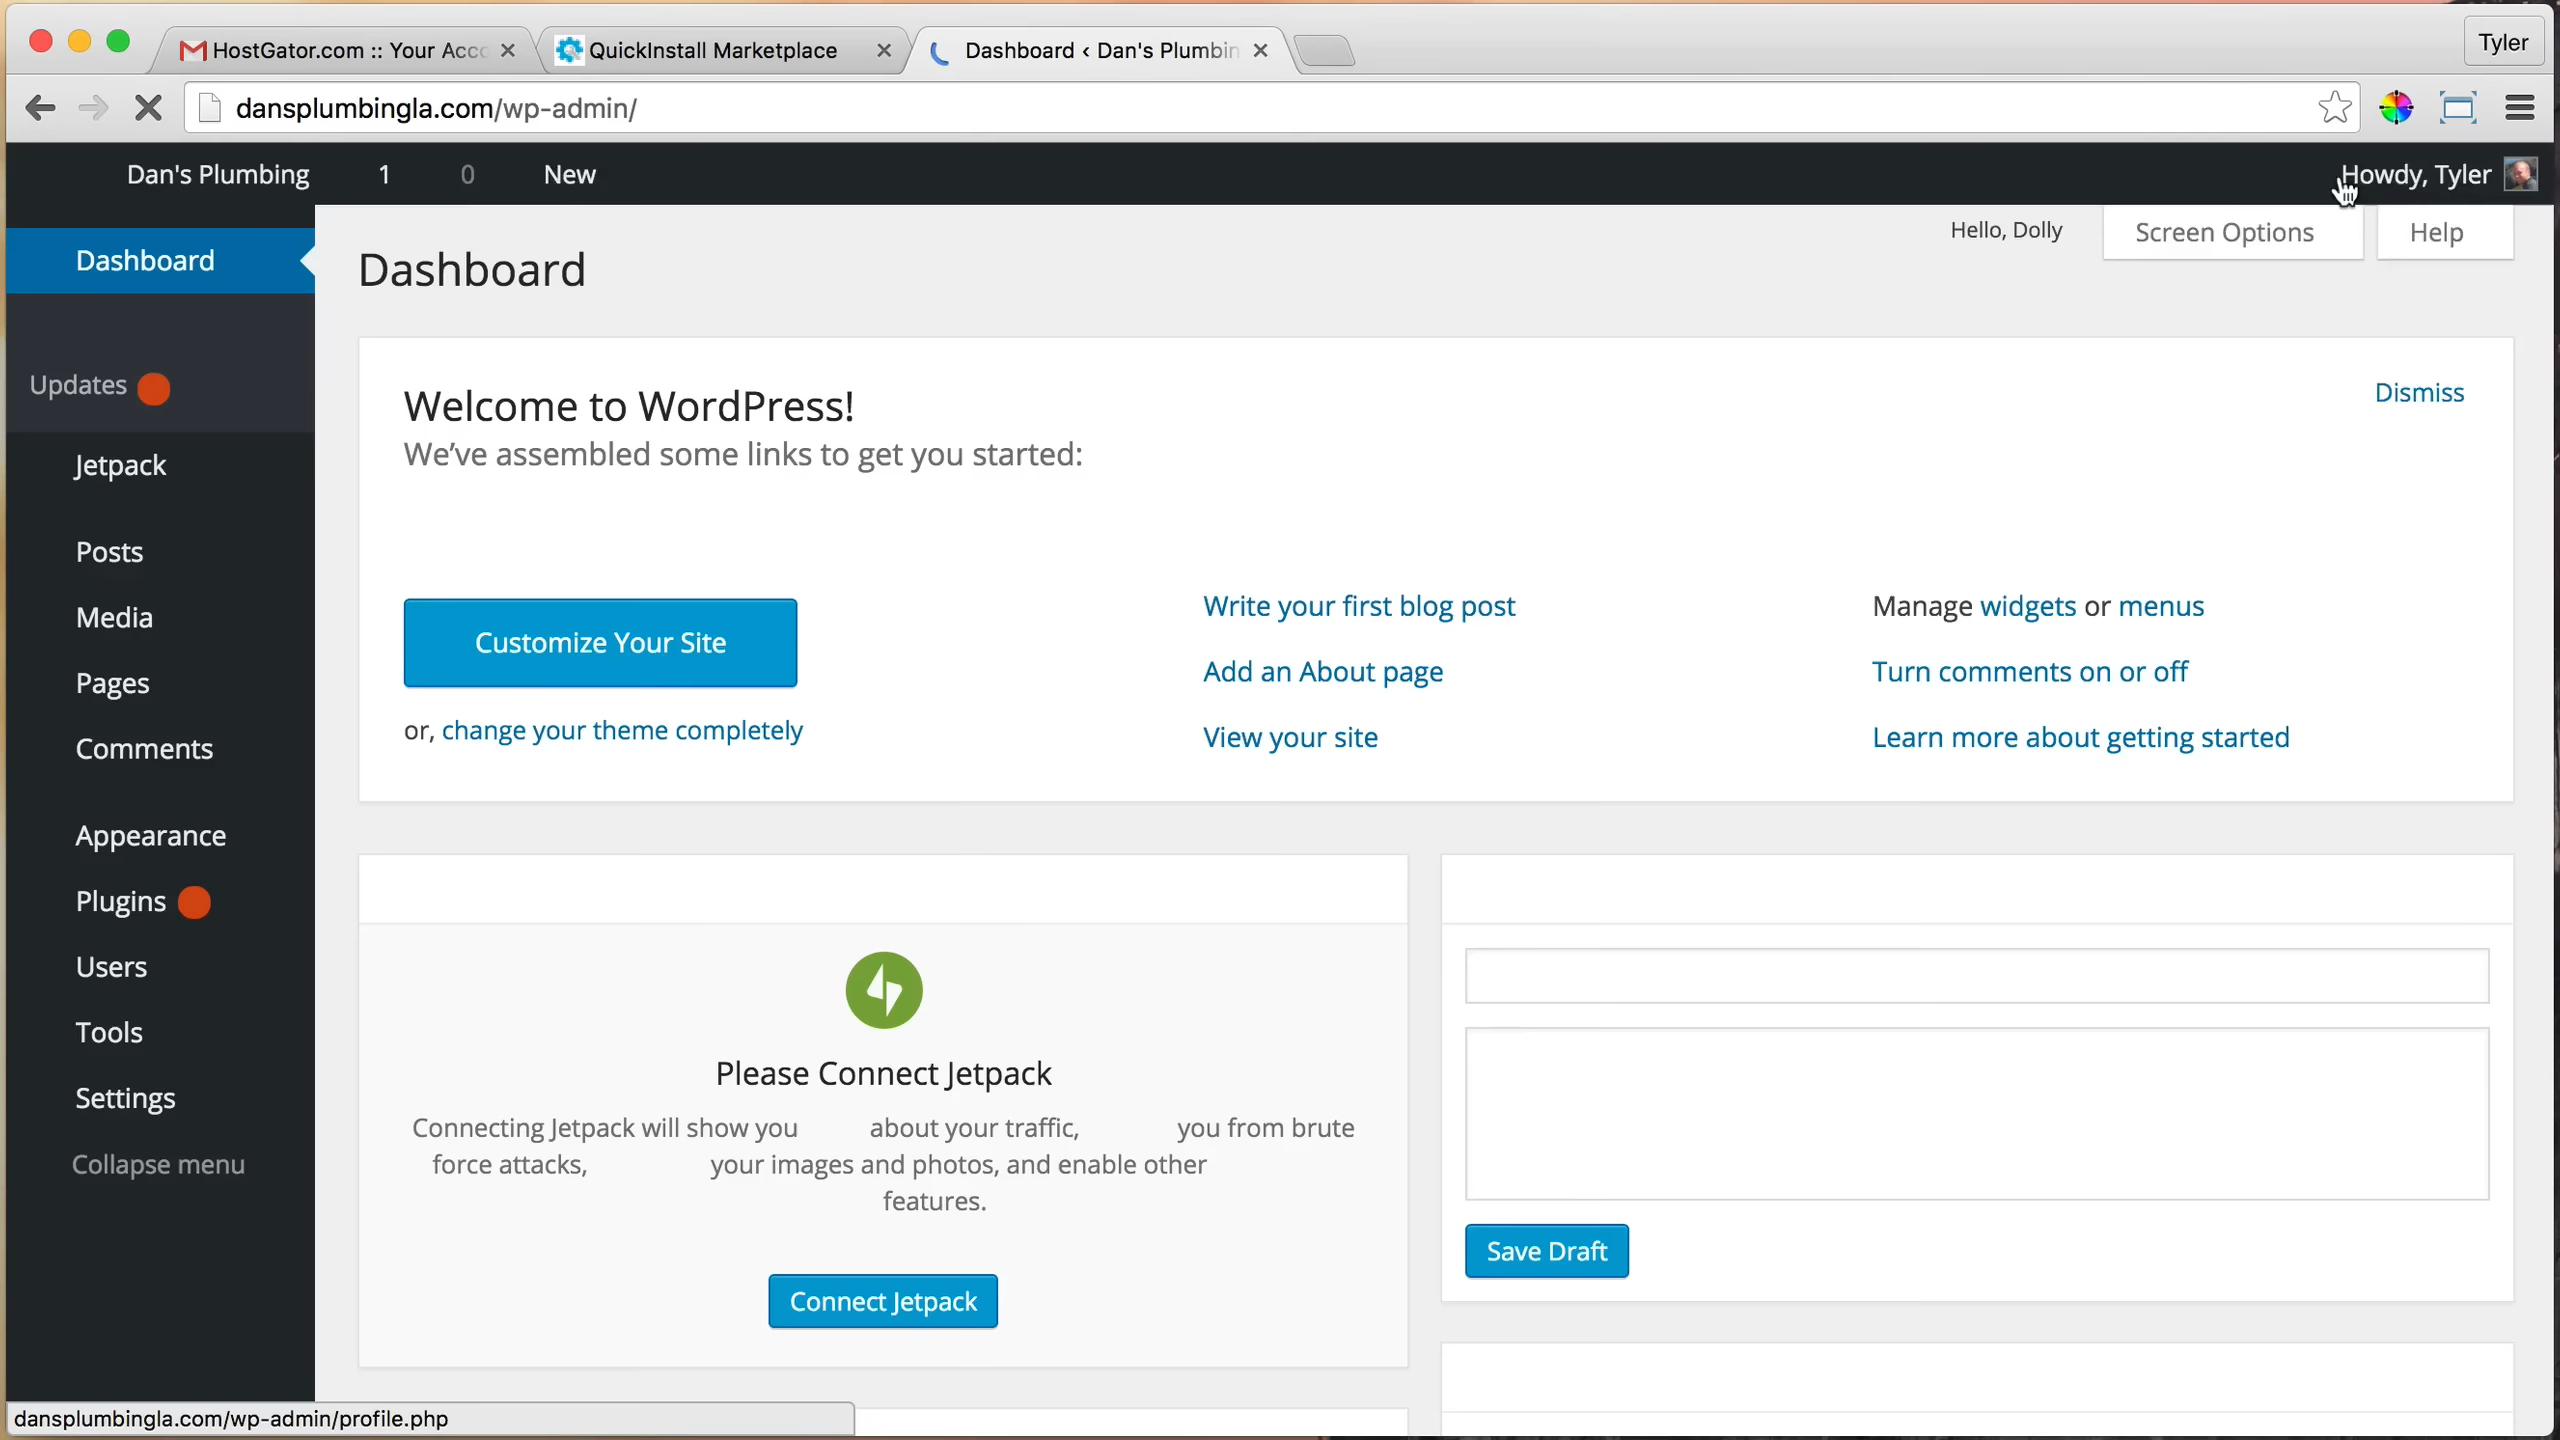 HostGator.com :: Your Acc
QuickInstall Marketplace
Dashboard ‹ Dan's Plumbin
Tyler
dansplumbingla.com/wp-admin/
Dan's Plumbing
1
0
New
Howdy, Tyler
Hello, Dolly
Screen Options
Help
Dashboard
Updates
Jetpack
Posts
Media
Pages
Comments
Appearance
Plugins
Users
Tools
Settings
Collapse menu
Dashboard
Welcome to WordPress!
We’ve assembled some links to get you started:
Dismiss
Customize Your Site
or, change your theme completely
Write your first blog post
Add an About page
View your site
Manage widgets or menus
Turn comments on or off
Learn more about getting started
Please Connect Jetpack
Connecting Jetpack will show you about your traffic, you from brute
force attacks, your images and photos, and enable other
features.
Connect Jetpack
Save Draft
dansplumbingla.com/wp-admin/profile.php